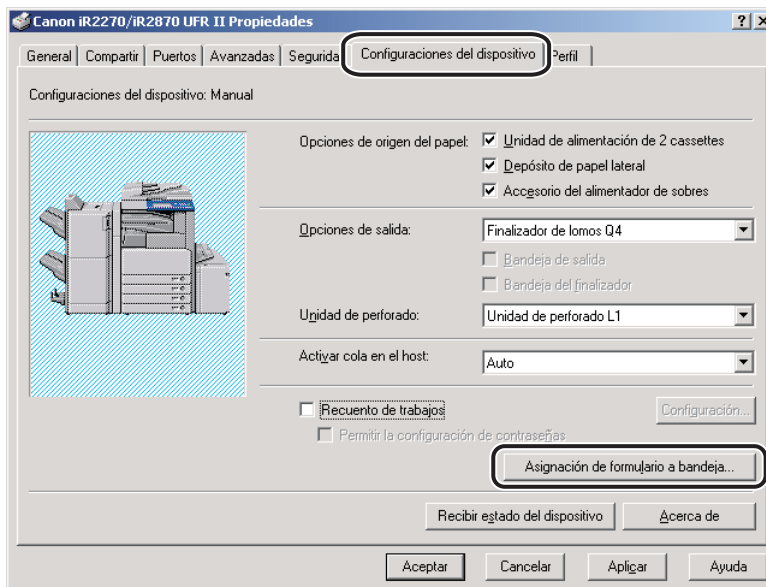 Canon iR2270/iR2870 UFR II Propiedades
General Compartir Puertos Avanzadas Segurida Configuraciones del dispositivo Perfil
Configuraciones del dispositivo: Manual
Opciones de origen del papel: Unidad de alimentación de 2 cassettes
Depósito de papel lateral
Accesorio del alimentador de sobres
Opciones de salida: Finalizador de lomos Q4
Bandeja de salida
Bandeja del finalizador
Unidad de perforado: Unidad de perforado L1
Activar cola en el host: Auto
Recuento de trabajos Configuración...
Permitir la configuración de contraseñas
Asignación de formulario a bandeja...
Recibir estado del dispositivo Acerca de
Aceptar Cancelar Aplicar Ayuda